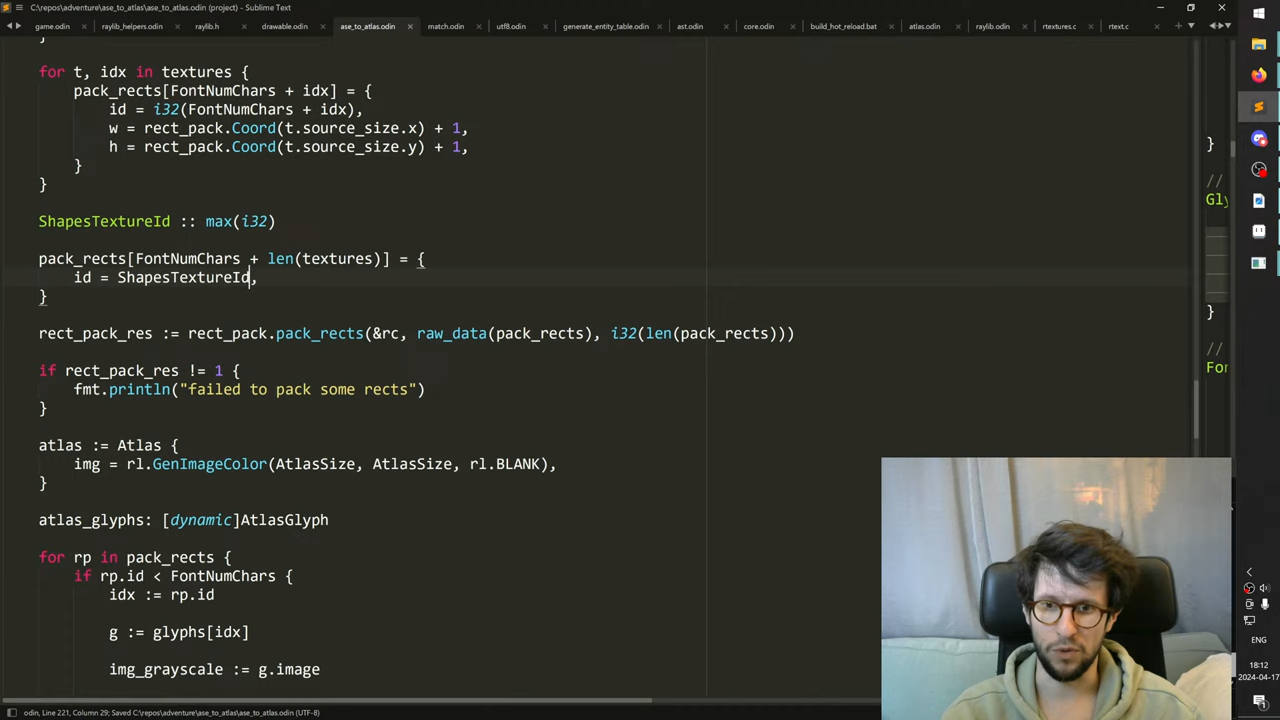 C:\repos\adventure\ase_to_atlas\ase_to_atlas.odin (project) - Sublime Text
game.odin
raylib_helpers.odin
raylib.h
drawable.odin
ase_to_atlas.odin
match.odin
utf8.odin
generate_entity_table.odin
ast.odin
core.odin
build_hot_reload.bat
atlas.odin
raylib.odin
rtextures.c
rtext.c
}
for t, idx in textures {
pack_rects[FontNumChars + idx] = {
id = i32(FontNumChars + idx),
w = rect_pack.Coord(t.source_size.x) + 1,
h = rect_pack.Coord(t.source_size.y) + 1,
}
}
ShapesTextureId :: max(i32)
pack_rects[FontNumChars + len(textures)] = {
id = ShapesTextureId,
}
rect_pack_res := rect_pack.pack_rects(&rc, raw_data(pack_rects), i32(len(pack_rects)))
if rect_pack_res != 1 {
fmt.println("failed to pack some rects")
}
atlas := Atlas {
img = rl.GenImageColor(AtlasSize, AtlasSize, rl.BLANK),
}
atlas_glyphs: [dynamic]AtlasGlyph
for rp in pack_rects {
if rp.id < FontNumChars {
idx := rp.id
g := glyphs[idx]
img_grayscale := g.image
}
//
Gly
}
//
For
odin, Line 221, Column 29; Saved C:\repos\adventure\ase_to_atlas\ase_to_atlas.odin (UTF-8)
18:12
2024-04-17